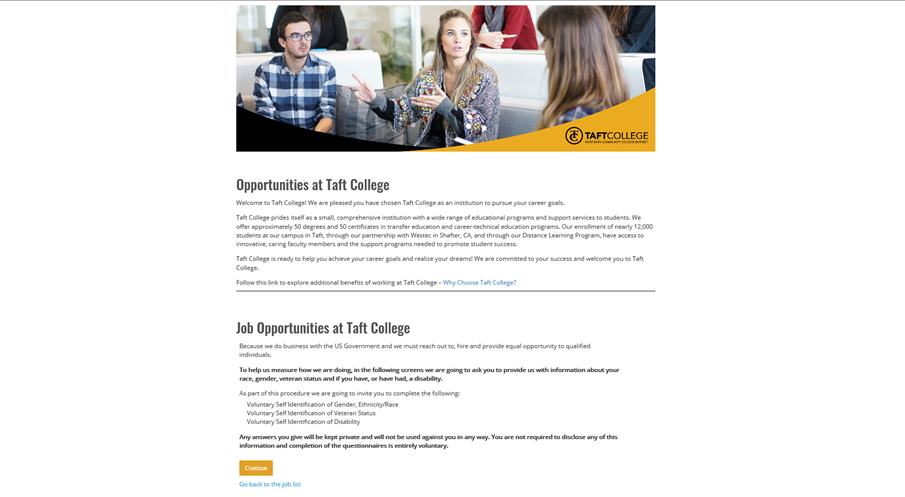 TAFTCOLLEGE
WEST KERN COMMUNITY COLLEGE DISTRICT
Opportunities at Taft College
Welcome to Taft College! We are pleased you have chosen Taft College as an institution to pursue your career goals.
Taft College prides itself as a small, comprehensive institution with a wide range of educational programs and support services to students. We
offer approximately 50 degrees and 50 certificates in transfer education and career-technical education programs. Our enrollment of nearly 12,000
students at our campus in Taft, through our partnership with Westec in Shafter, CA, and through our Distance Learning Program, have access to
innovative, caring faculty members and the support programs needed to promote student success.
Taft College is ready to help you achieve your career goals and realize your dreams! We are committed to your success and welcome you to Taft
College.
Follow this link to explore additional benefits of working at Taft College – Why Choose Taft College?
Job Opportunities at Taft College
Because we do business with the US Government and we must reach out to, hire and provide equal opportunity to qualified
individuals.
To help us measure how we are doing, in the following screens we are going to ask you to provide us with information about your
race, gender, veteran status and if you have, or have had, a disability.
As part of this procedure we are going to invite you to complete the following:
Voluntary Self Identification of Gender, Ethnicity/Race
Voluntary Self Identification of Veteran Status
Voluntary Self Identification of Disability
Any answers you give will be kept private and will not be used against you in any way. You are not required to disclose any of this
information and completion of the questionnaires is entirely voluntary.
Continue
Go back to the job list